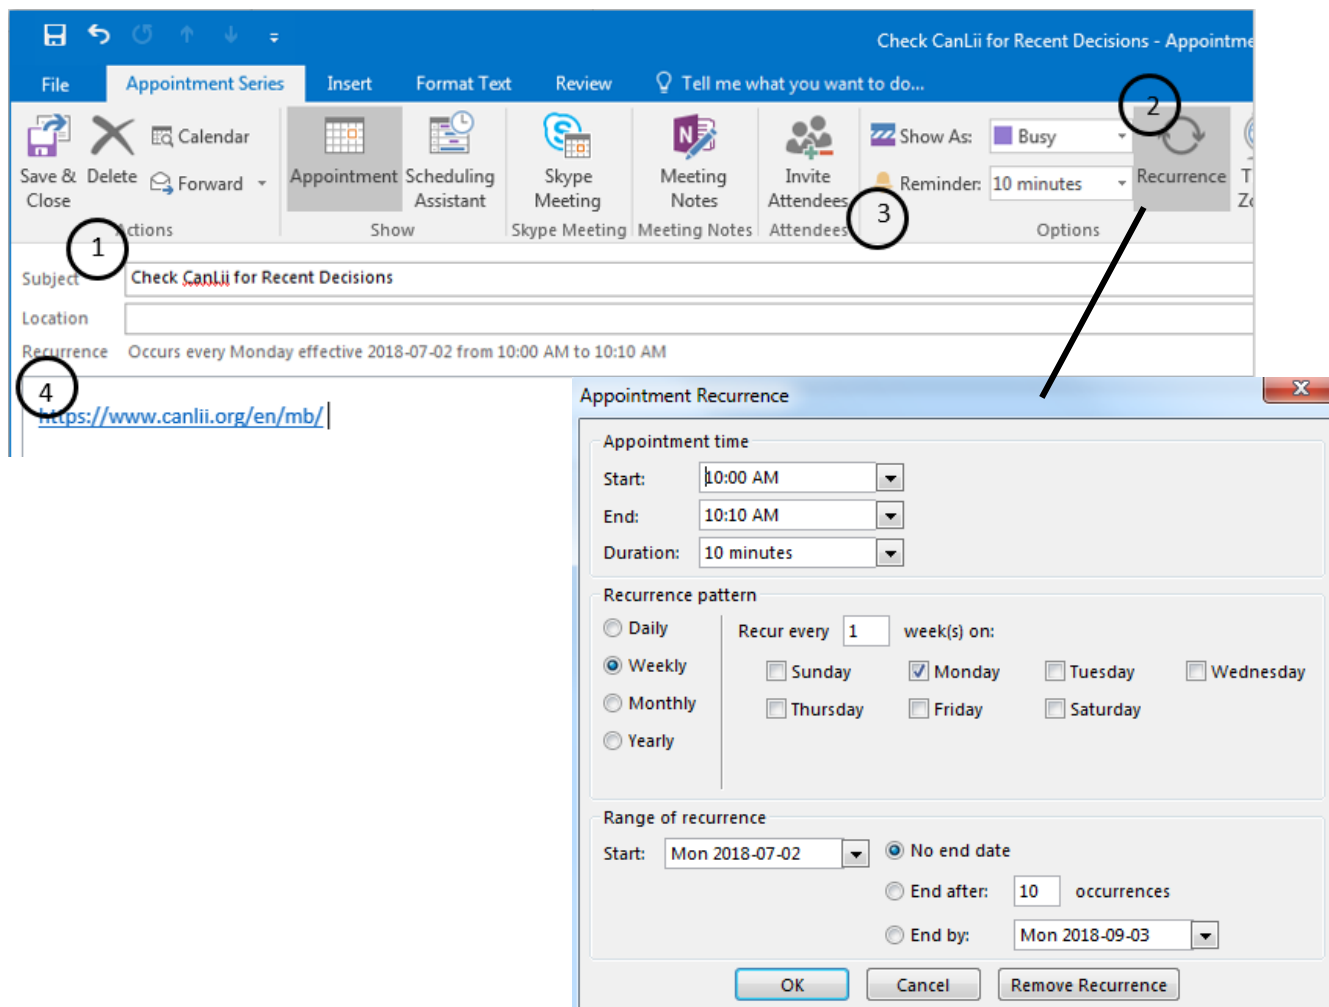 Check CanLii for Recent Decisions - Appointme
File Appointment Series Insert Format Text Review Tell me what you want to do...
2
Calendar Show As: Busy
Save & Close Delete Forward Appointment Scheduling Assistant Skype Meeting Meeting Notes Invite Attendees Reminder: 10 minutes Recurrence
3
Actions Show Skype Meeting Meeting Notes Attendees Options
1
Subject Check CanLii for Recent Decisions
Location
Recurrence Occurs every Monday effective 2018-07-02 from 10:00 AM to 10:10 AM
4
https://www.canlii.org/en/mb/
Appointment Recurrence
Appointment time
Start: 10:00 AM
End: 10:10 AM
Duration: 10 minutes
Recurrence pattern
Daily Recur every 1 week(s) on:
Weekly Sunday Monday Tuesday Wednesday
Monthly Thursday Friday Saturday
Yearly
Range of recurrence
Start: Mon 2018-07-02 No end date
End after: 10 occurrences
End by: Mon 2018-09-03
OK Cancel Remove Recurrence